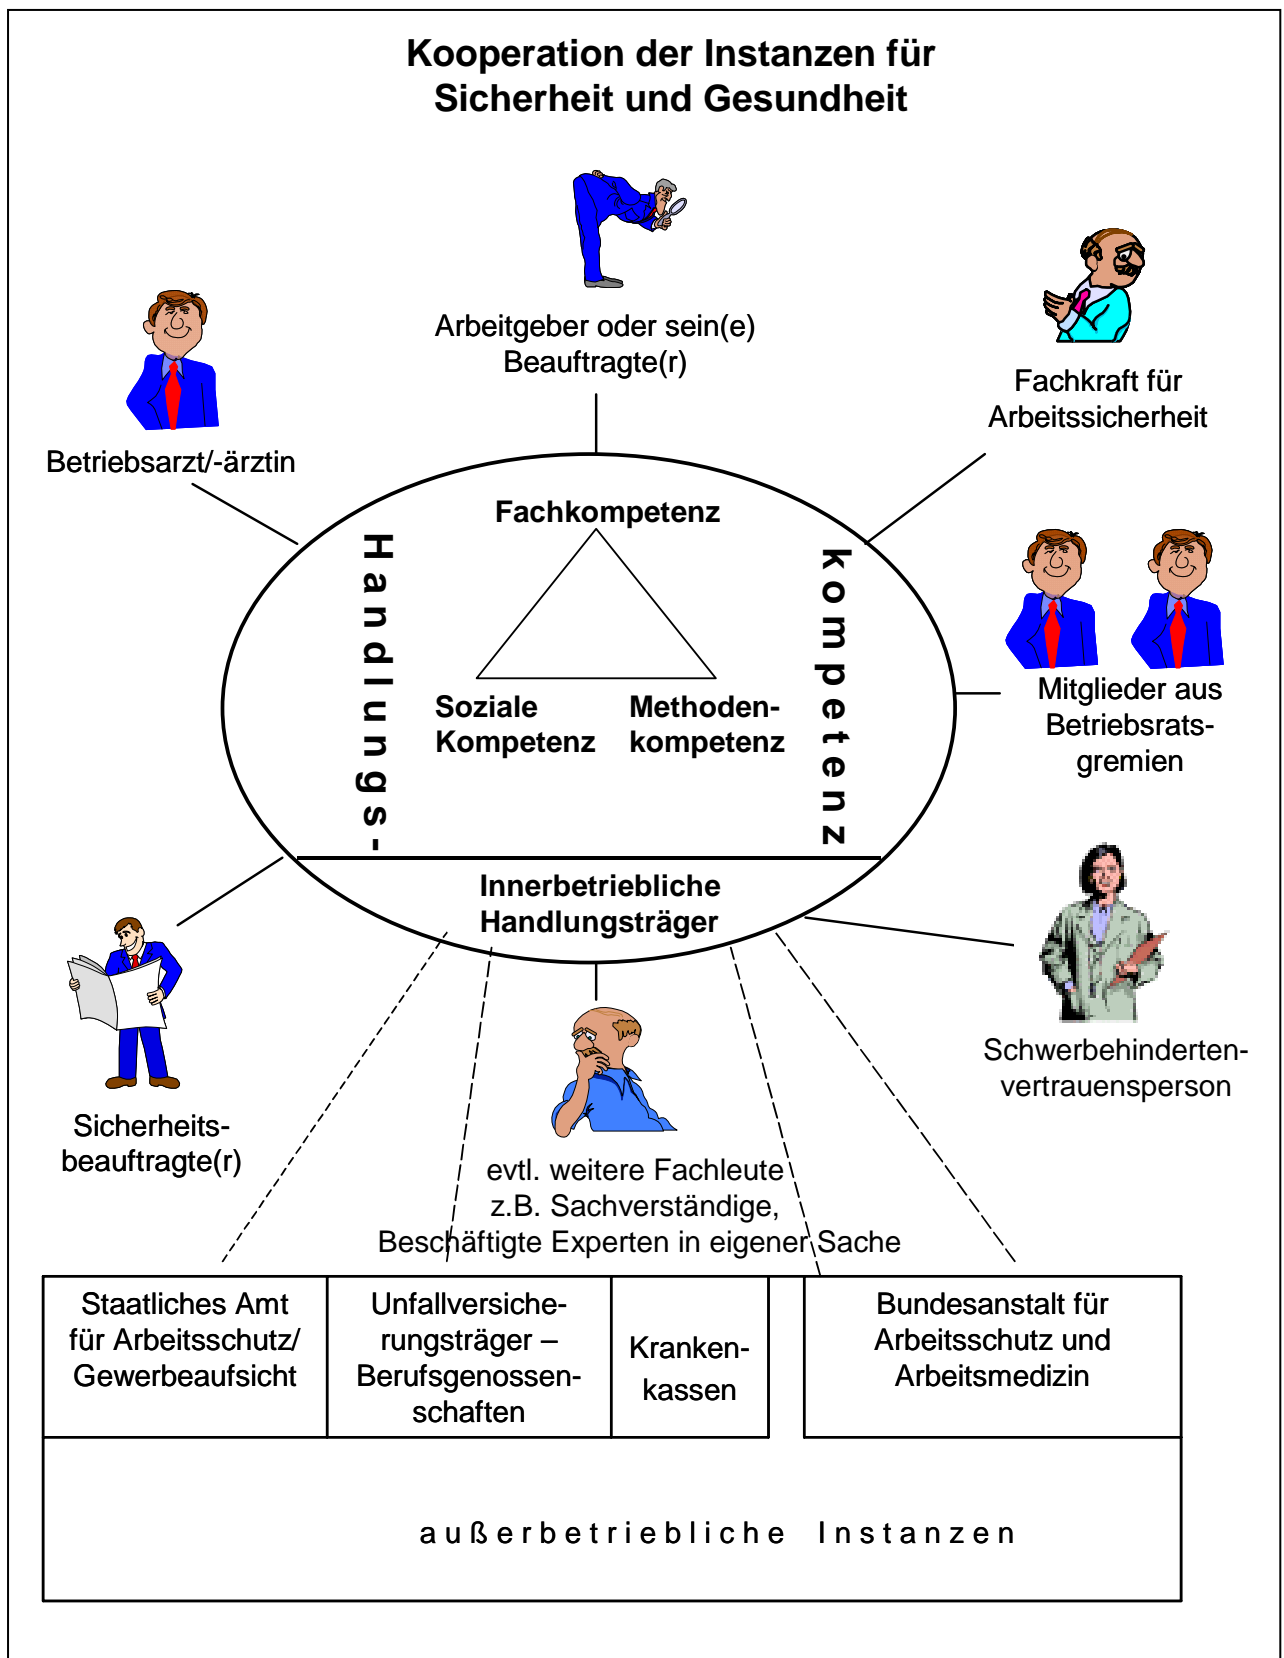 Kooperation der Instanzen für
Sicherheit und Gesundheit
Arbeitgeber oder sein(e)
Beauftragte(r)
Fachkraft für
Arbeitssicherheit
Betriebsarzt/-ärztin
Fachkompetenz
Handlungs-
kompetenz
Soziale
Kompetenz
Methoden-
kompetenz
Mitglieder aus
Betriebsrats-
gremien
Innerbetriebliche
Handlungsträger
Schwerbehinderten-
vertrauensperson
Sicherheits-
beauftragte(r)
evtl. weitere Fachleute
z.B. Sachverständige,
Beschäftigte Experten in eigener Sache
Staatliches Amt
für Arbeitsschutz/
Gewerbeaufsicht
Unfallversiche-
rungsträger –
Berufsgenossen-
schaften
Kranken-
kassen
Bundesanstalt für
Arbeitsschutz und
Arbeitsmedizin
außerbetriebliche Instanzen